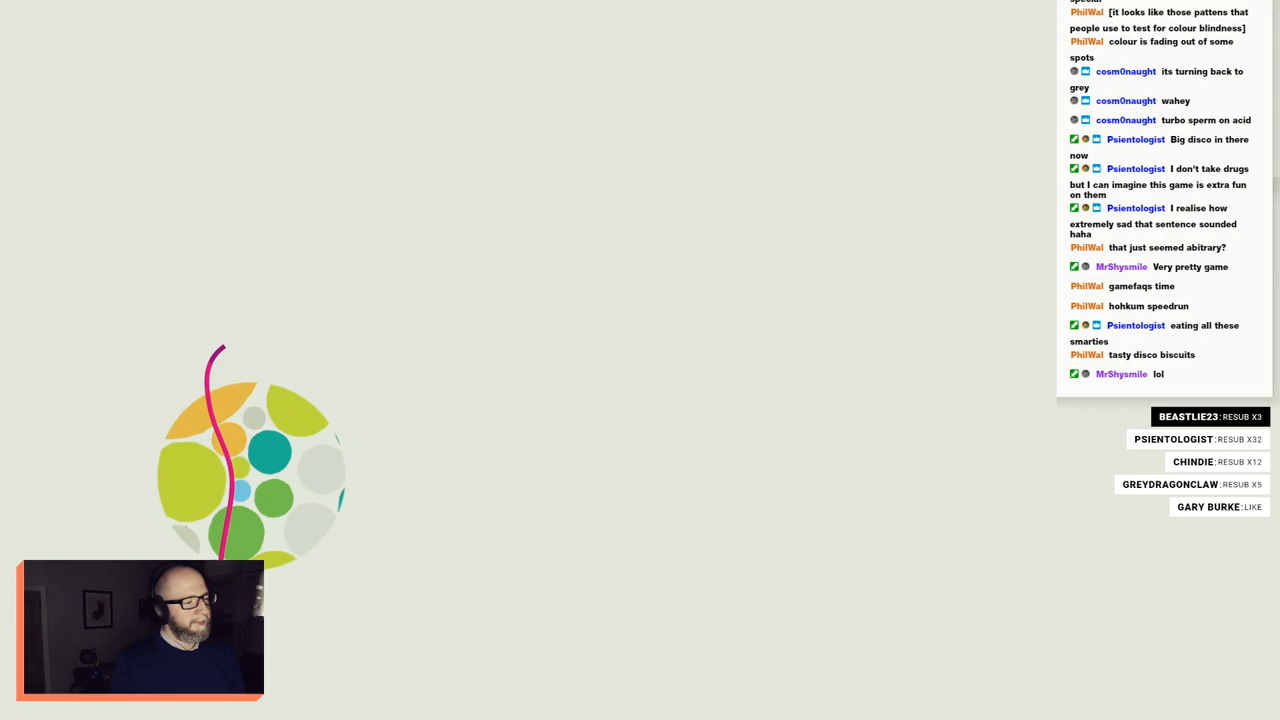 PhilWal [it looks like those pattens that
people use to test for colour blindness]
PhilWal colour is fading out of some
spots
cosm0naught its turning back to
grey
cosm0naught wahey
cosm0naught turbo sperm on acid
Psientologist Big disco in there
now
Psientologist I don't take drugs
but I can imagine this game is extra fun
on them
Psientologist I realise how
extremely sad that sentence sounded
haha
PhilWal that just seemed abitrary?
MrShysmile Very pretty game
PhilWal gamefaqs time
PhilWal hohkum speedrun
Psientologist eating all these
smarties
PhilWal tasty disco biscuits
MrShysmile lol
BEASTLIE23:RESUB X3
PSIENTOLOGIST:RESUB X32
CHINDIE:RESUB X12
GREYDRAGONCLAW:RESUB X5
GARY BURKE:LIKE